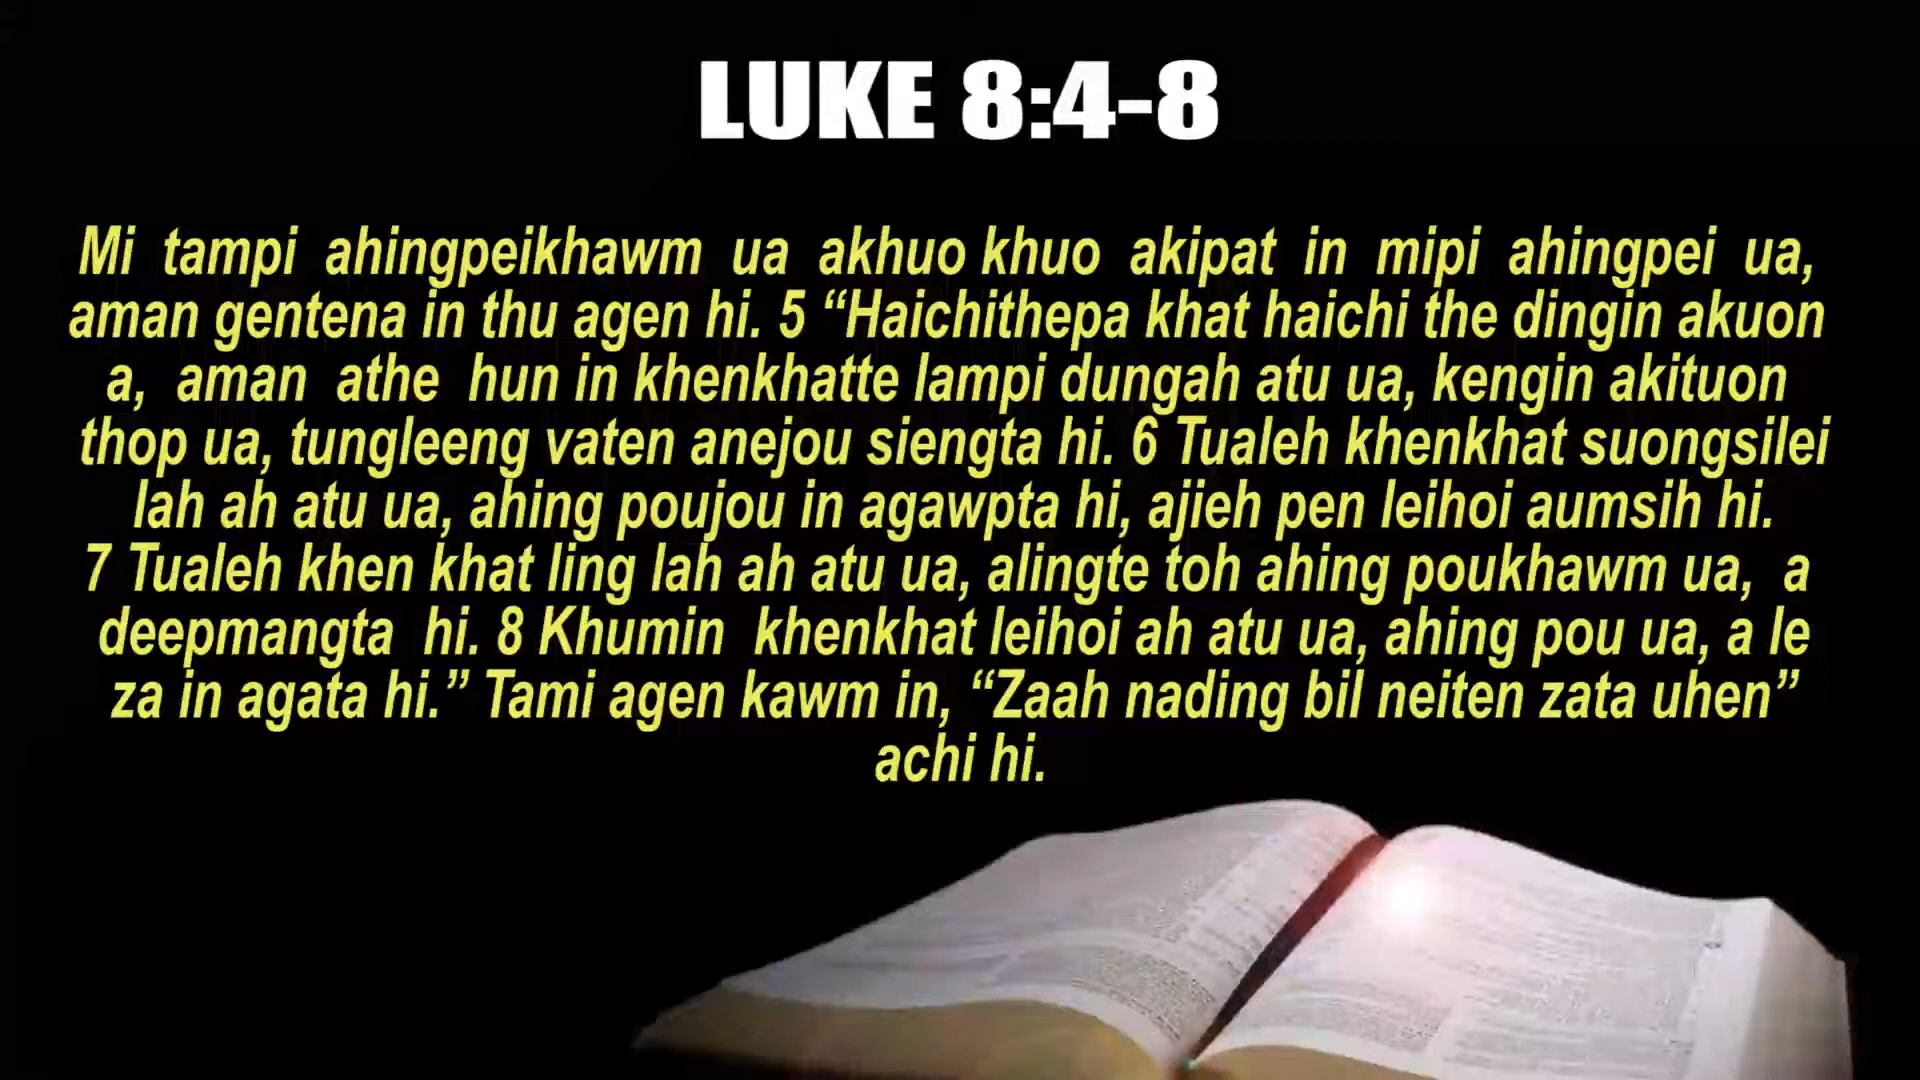 LUKE 8:4-8
Mi tampi ahingpeikhawm ua akhuo khuo akipat in mipi ahingpei ua,
aman gentena in thu agen hi. 5 “Haichithepa khat haichi the dingin akuon
a, aman athe hun in khenkhatte lampi dungah atu ua, kengin akituon
thop ua, tungleeng vaten anejou siengta hi. 6 Tualeh khenkhat suongsilei
lah ah atu ua, ahing poujou in agawpta hi, ajieh pen leihoi aumsih hi.
7 Tualeh khen khat ling lah ah atu ua, alingte toh ahing poukhawm ua, a
deepmangta hi. 8 Khumin khenkhat leihoi ah atu ua, ahing pou ua, a le
za in agata hi.” Tami agen kawm in, “Zaah nading bil neiten zata uhen”
achi hi.